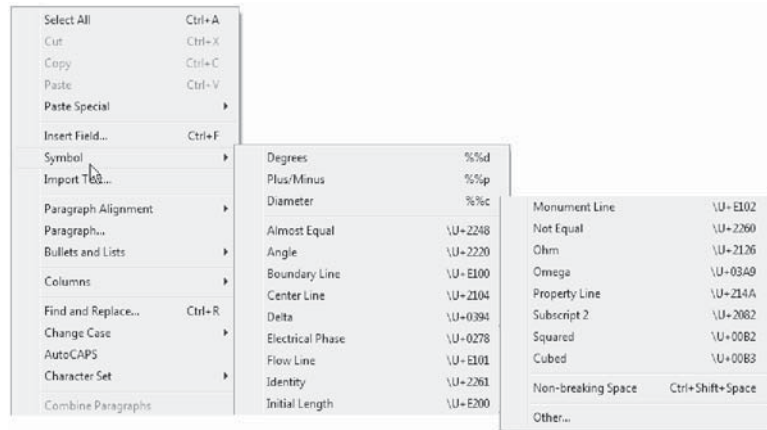 Select All Ctrl+A
Cut Ctrl+X
Copy Ctrl+C
Paste Ctrl+V
Paste Special
Insert Field... Ctrl+F
Symbol
Import
Paragraph Alignment
Paragraph...
Bullets and Lists
Columns
Find and Replace... Ctrl+R
Change Case
AutoCAPS
Character Set
Combine Paragraphs
Degrees %%d
Plus/Minus %%p
Diameter %%c
Almost Equal \U+2248
Angle \U+2220
Boundary Line \U+E100
Center Line \U+2104
Delta \U+0394
Electrical Phase \U+0278
Flow Line \U+E101
Identity \U+2261
Initial Length \U+E200
Monument Line \U+E102
Not Equal \U+2260
Ohm \U+2126
Omega \U+03A9
Property Line \U+214A
Subscript 2 \U+2082
Squared \U+00B2
Cubed \U+00B3
Non-breaking Space Ctrl+Shift+Space
Other...